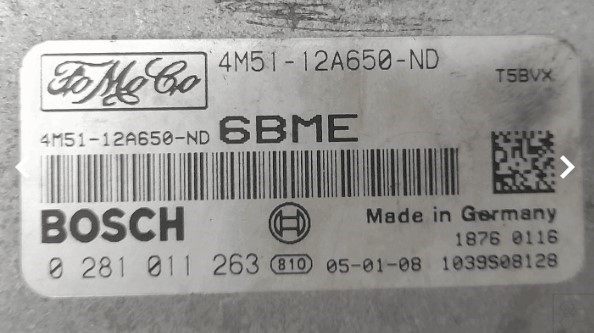 FoMoCo
4M51-12A650-ND
T5BVX
4M51-12A650-ND 6BME
BOSCH
Made in Germany
1876 0116
0 281 011 263 810 05-01-08 1039S08128